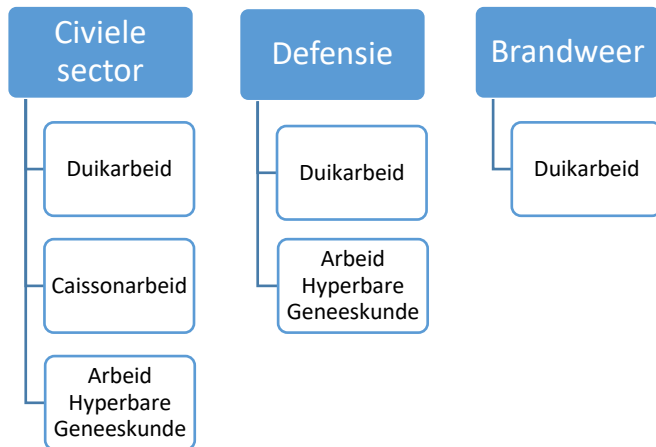 Civiele
sector
Duikarbeid
Caissonarbeid
Arbeid
Hyperbare
Geneeskunde
Defensie
Duikarbeid
Arbeid
Hyperbare
Geneeskunde
Brandweer
Duikarbeid